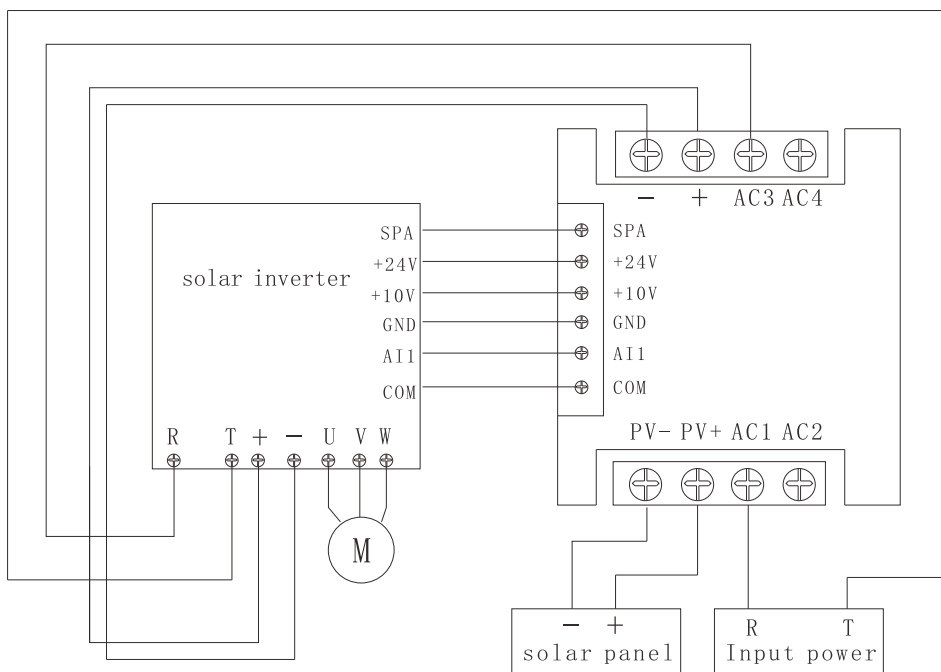 − + AC3 AC4
SPA SPA
solar inverter +24V +24V
+10V +10V
GND GND
AI1 AI1
COM COM
R T + − U V W
PV− PV+ AC1 AC2
M
− + R T
solar panel Input power